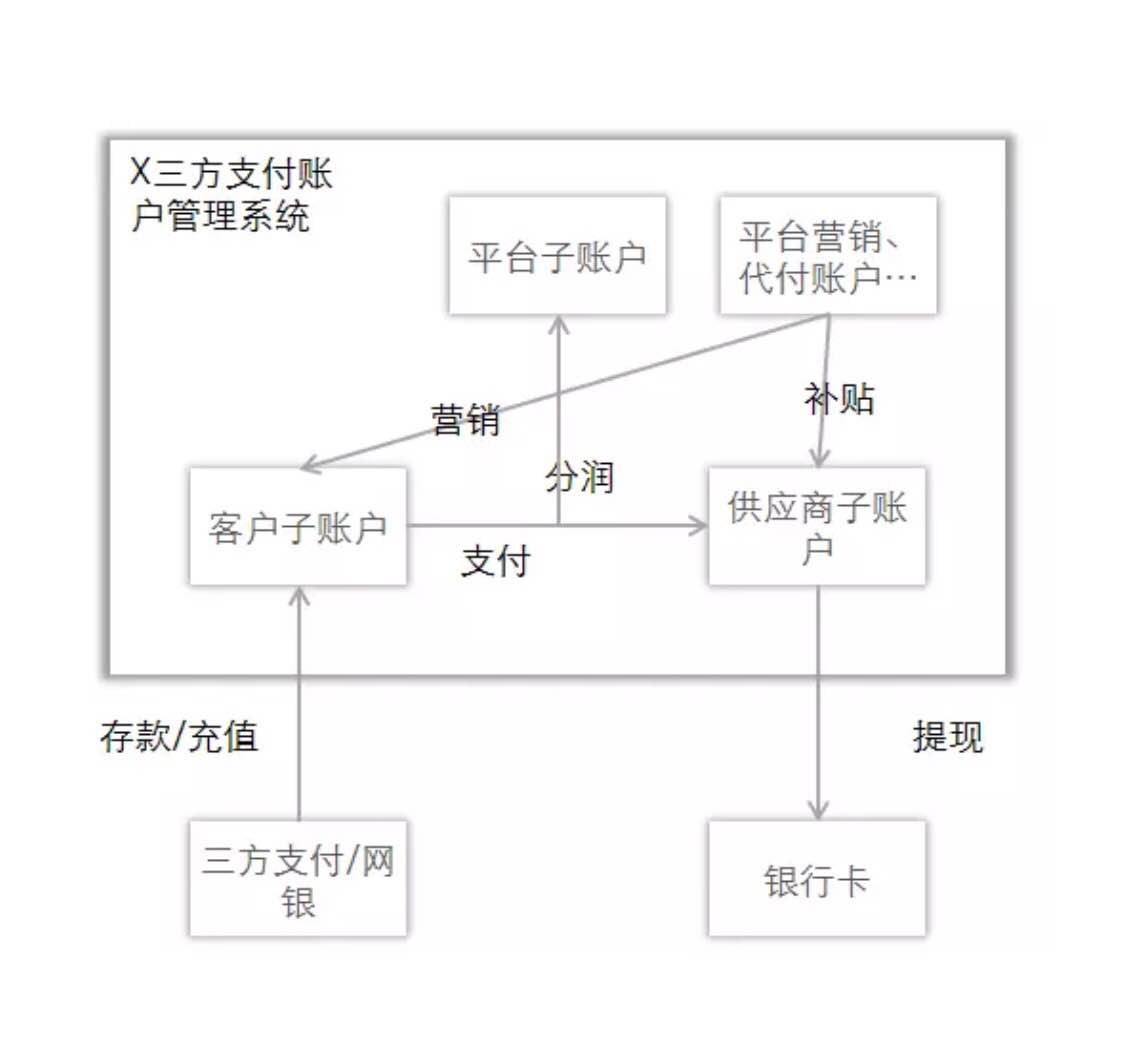 X三方支付账
户管理系统
平台子账户
平台营销、
代付账户…
营销
补贴
分润
客户子账户
供应商子账
户
支付
存款/充值
提现
三方支付/网
银
银行卡